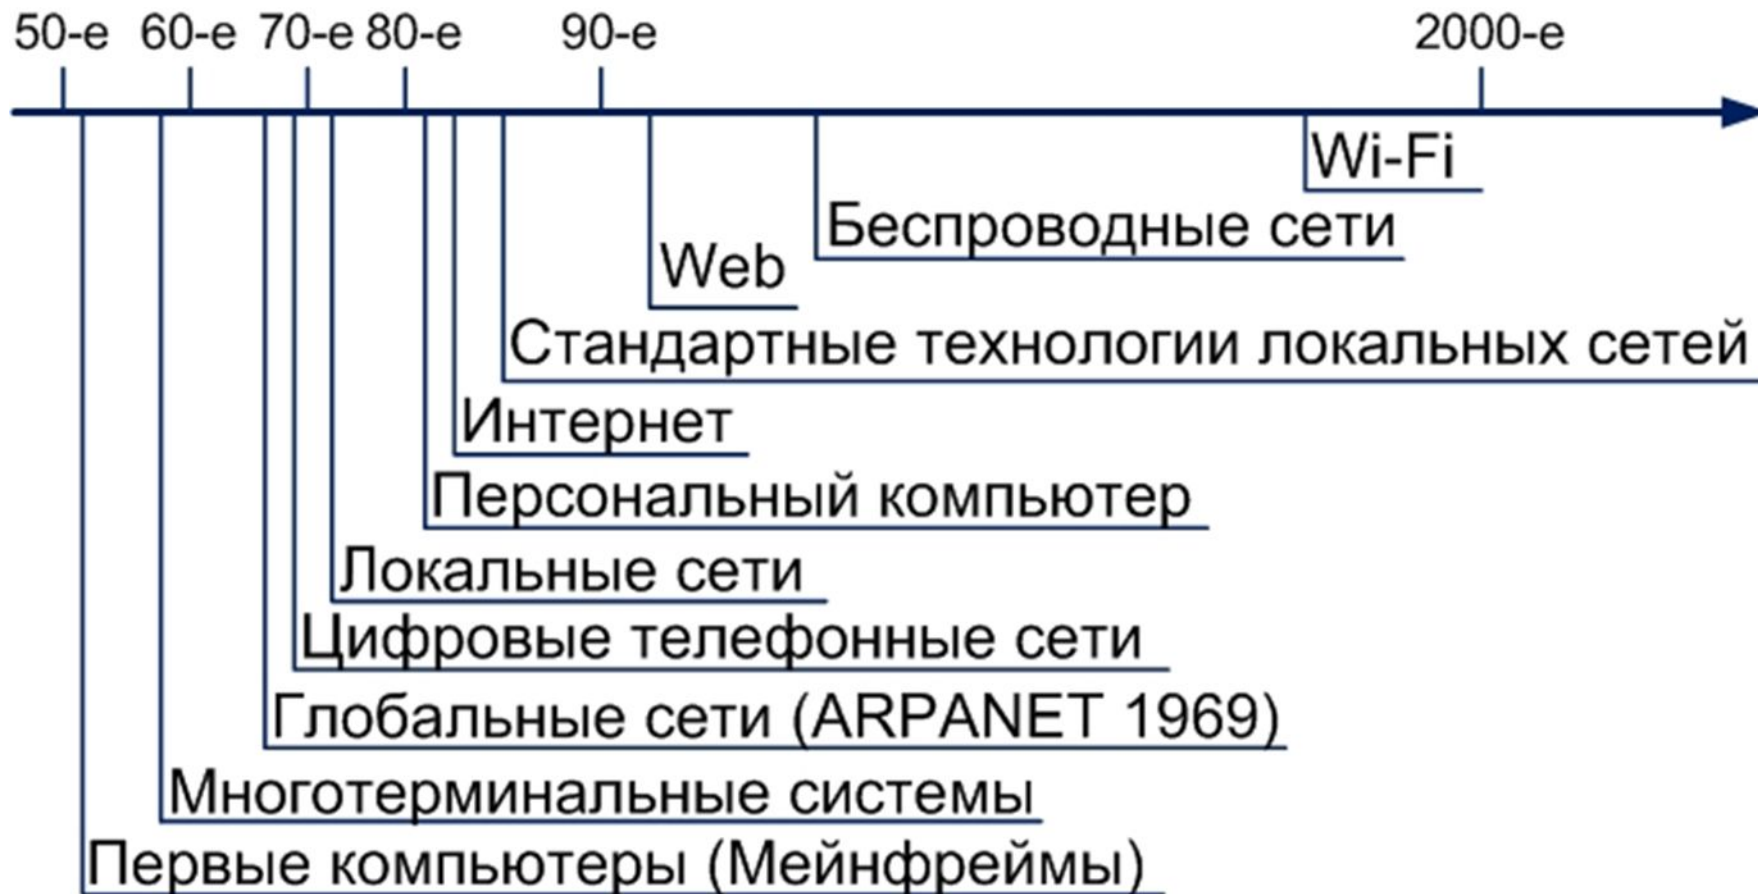 50-е 60-е 70-е 80-е 90-е 2000-е
Wi-Fi
Беспроводные сети
Web
Стандартные технологии локальных сетей
Интернет
Персональный компьютер
Локальные сети
Цифровые телефонные сети
Глобальные сети (ARPANET 1969)
Многотерминальные системы
Первые компьютеры (Мейнфреймы)